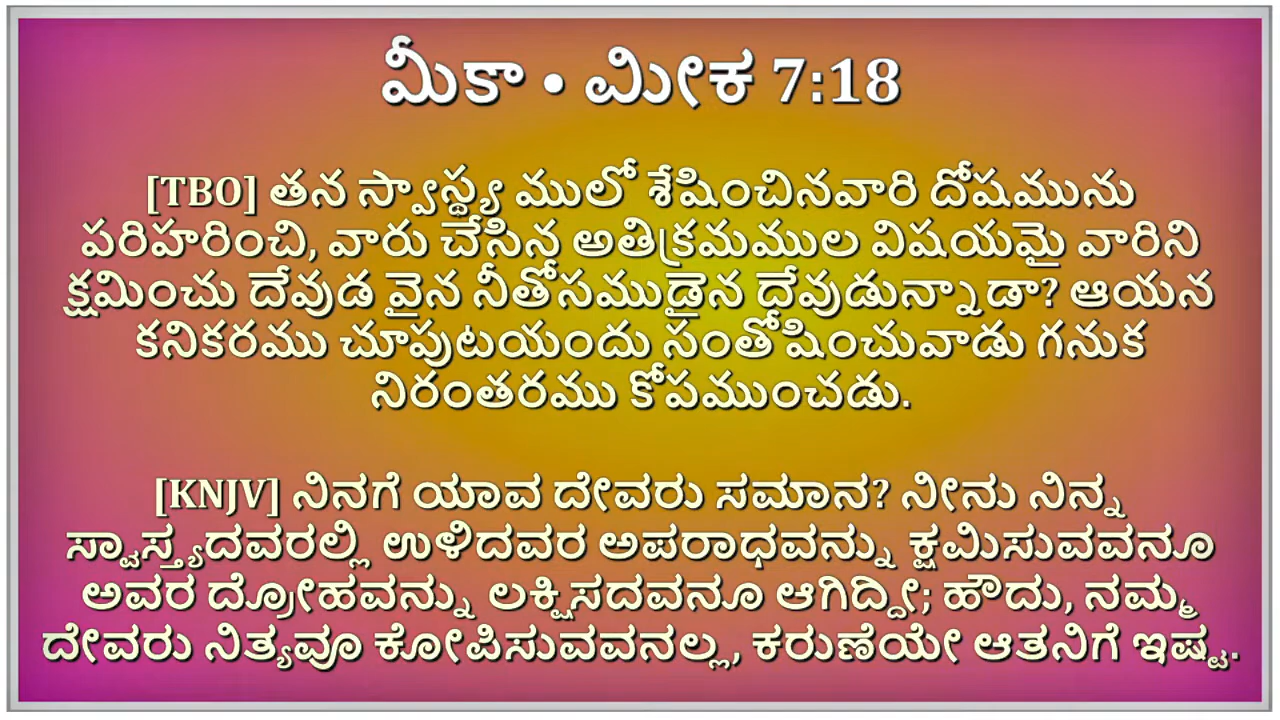 మీకా • ಮೀಕ 7:18
[TBO] తన స్వాస్థ్య ములో శేషించినవారి దోషమును
పరిహరించి, వారు చేసిన అతిక్రమముల విషయమై వారిని
క్షమించు దేవుడ వైన నీతోసముడైన దేవుడున్నాడా? ఆయన
కనికరము చూపుటయందు సంతోషించువాడు గనుక
నిరంతరము కోపముంచడు.
[KNJV] ನಿನಗೆ ಯಾವ ದೇವರು ಸಮಾನ? ನೀನು ನಿನ್ನ
ಸ್ವಾಸ್ತ್ಯದವರಲ್ಲಿ ಉಳಿದವರ ಅಪರಾಧವನ್ನು ಕ್ಷಮಿಸುವವನೂ
ಅವರ ದ್ರೋಹವನ್ನು ಲಕ್ಷಿಸದವನೂ ಆಗಿದ್ದೀ; ಹೌದು, ನಮ್ಮ
ದೇವರು ನಿತ್ಯವೂ ಕೋಪಿಸುವವನಲ್ಲ, ಕರುಣೆಯೇ ಆತನಿಗೆ ಇಷ್ಟ.